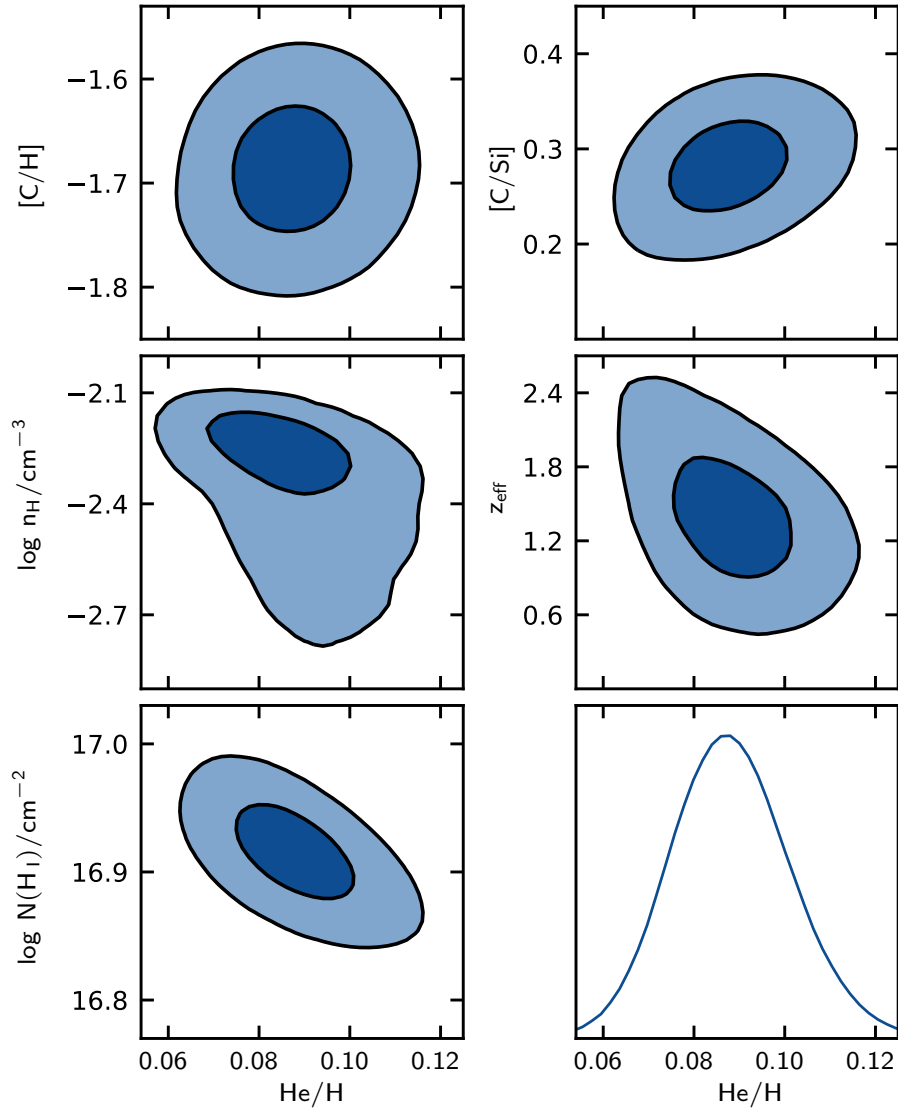 [C/H]
−1.6
−1.7
−1.8
[C/Si]
0.4
0.3
0.2
log n_H/cm^−3
−2.1
−2.4
−2.7
z_eff
2.4
1.8
1.2
0.6
log N(H I)/cm^−2
17.0
16.9
16.8
0.06 0.08 0.10 0.12
He/H
0.06 0.08 0.10 0.12
He/H